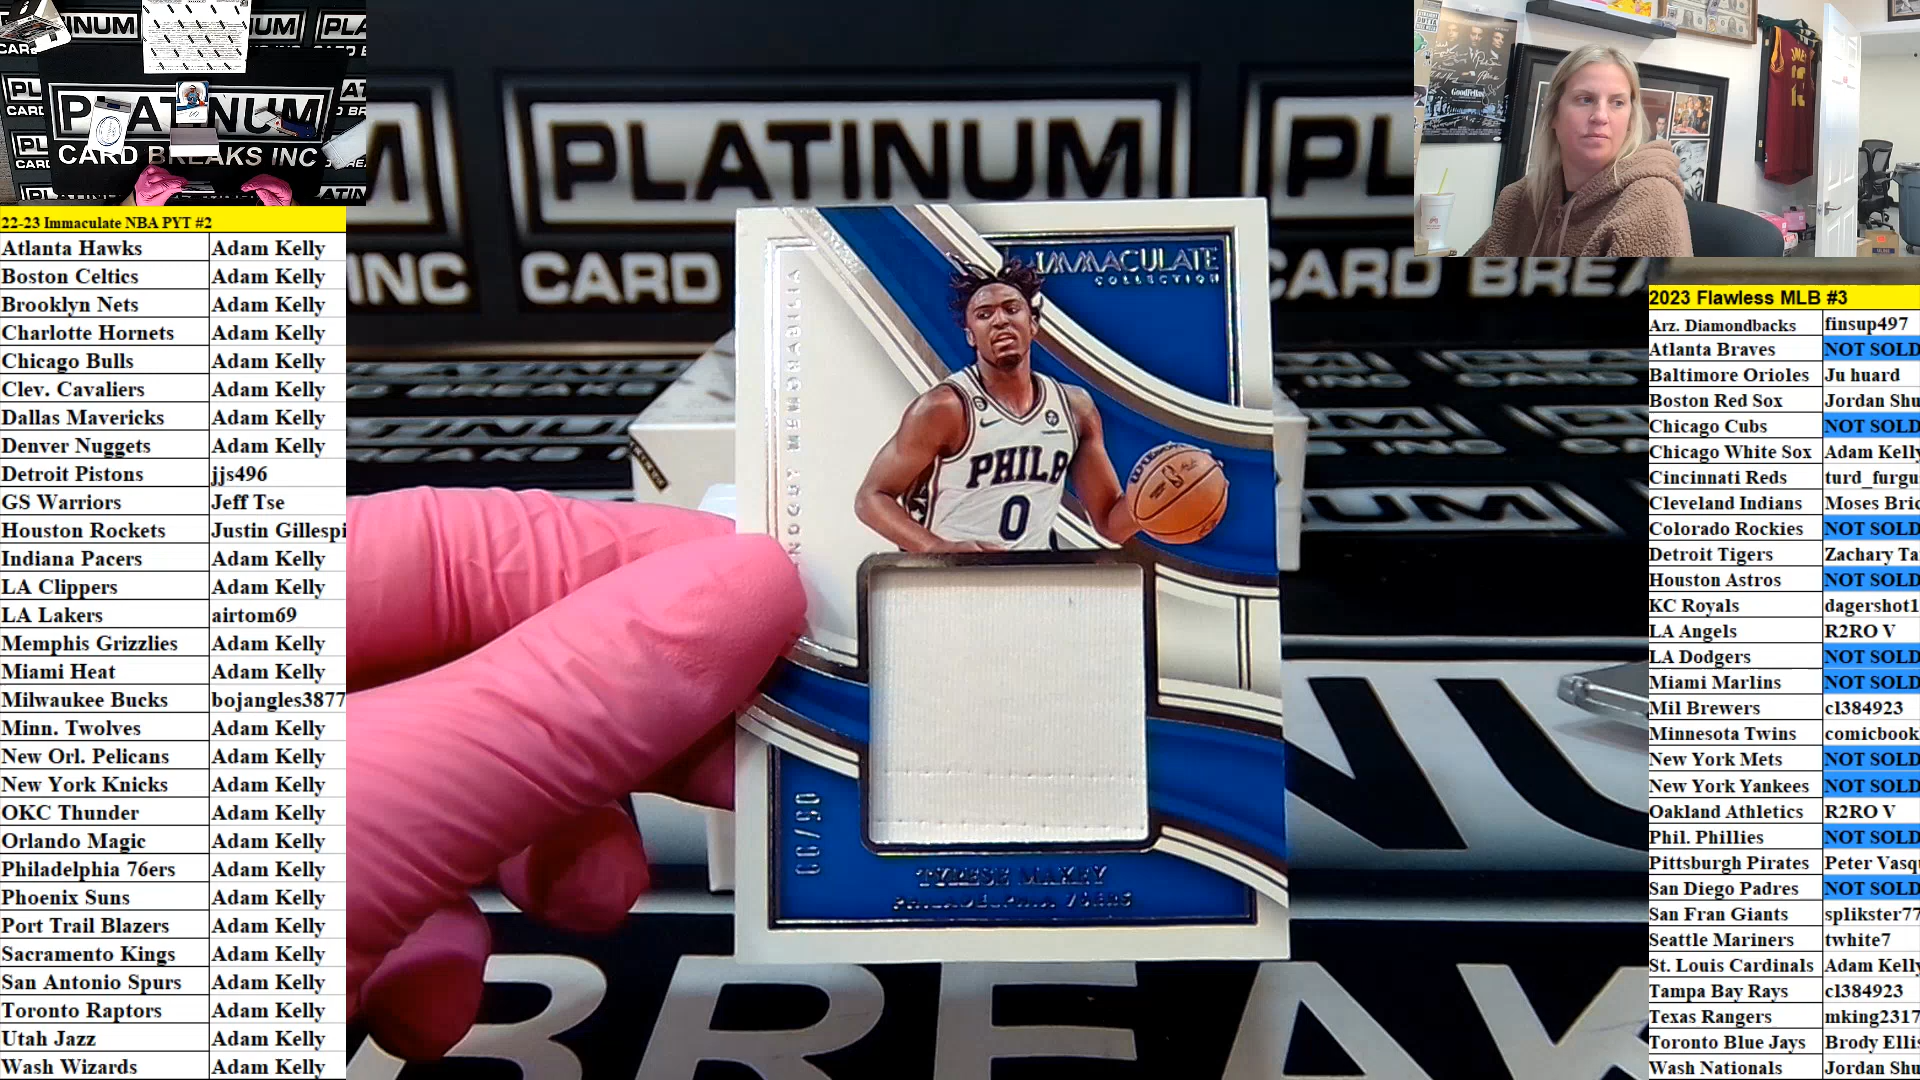 22-23 Immaculate NBA PYT #2
Atlanta Hawks Adam Kelly
Boston Celtics Adam Kelly
Brooklyn Nets Adam Kelly
Charlotte Hornets Adam Kelly
Chicago Bulls Adam Kelly
Clev. Cavaliers Adam Kelly
Dallas Mavericks Adam Kelly
Denver Nuggets Adam Kelly
Detroit Pistons jjs496
GS Warriors Jeff Tse
Houston Rockets Justin Gillespi
Indiana Pacers Adam Kelly
LA Clippers Adam Kelly
LA Lakers airtom69
Memphis Grizzlies Adam Kelly
Miami Heat Adam Kelly
Milwaukee Bucks bojangles3877
Minn. Twolves Adam Kelly
New Orl. Pelicans Adam Kelly
New York Knicks Adam Kelly
OKC Thunder Adam Kelly
Orlando Magic Adam Kelly
Philadelphia 76ers Adam Kelly
Phoenix Suns Adam Kelly
Port Trail Blazers Adam Kelly
Sacramento Kings Adam Kelly
San Antonio Spurs Adam Kelly
Toronto Raptors Adam Kelly
Utah Jazz Adam Kelly
Wash Wizards Adam Kelly
PLATINUM
CARD BREAKS INC
PLATINUM
INC CARD BREA
IMMACULATE
COLLECTION
MEMORABILIA
PHILA
0
TYRESE MAXEY
PHILADELPHIA 76ERS
BREAK
GoodFellas
2023 Flawless MLB #3
Arz. Diamondbacks finsup497
Atlanta Braves NOT SOLD
Baltimore Orioles Ju huard
Boston Red Sox Jordan Shu
Chicago Cubs NOT SOLD
Chicago White Sox Adam Kelly
Cincinnati Reds turd_furgu
Cleveland Indians Moses Bric
Colorado Rockies NOT SOLD
Detroit Tigers Zachary Ta
Houston Astros NOT SOLD
KC Royals dagershot1
LA Angels R2RO V
LA Dodgers NOT SOLD
Miami Marlins NOT SOLD
Mil Brewers cl384923
Minnesota Twins comicbook
New York Mets NOT SOLD
New York Yankees NOT SOLD
Oakland Athletics R2RO V
Phil. Phillies NOT SOLD
Pittsburgh Pirates Peter Vasq
San Diego Padres NOT SOLD
San Fran Giants splikster77
Seattle Mariners twhite7
St. Louis Cardinals Adam Kelly
Tampa Bay Rays cl384923
Texas Rangers mking2317
Toronto Blue Jays Brody Ellis
Wash Nationals Jordan Shu